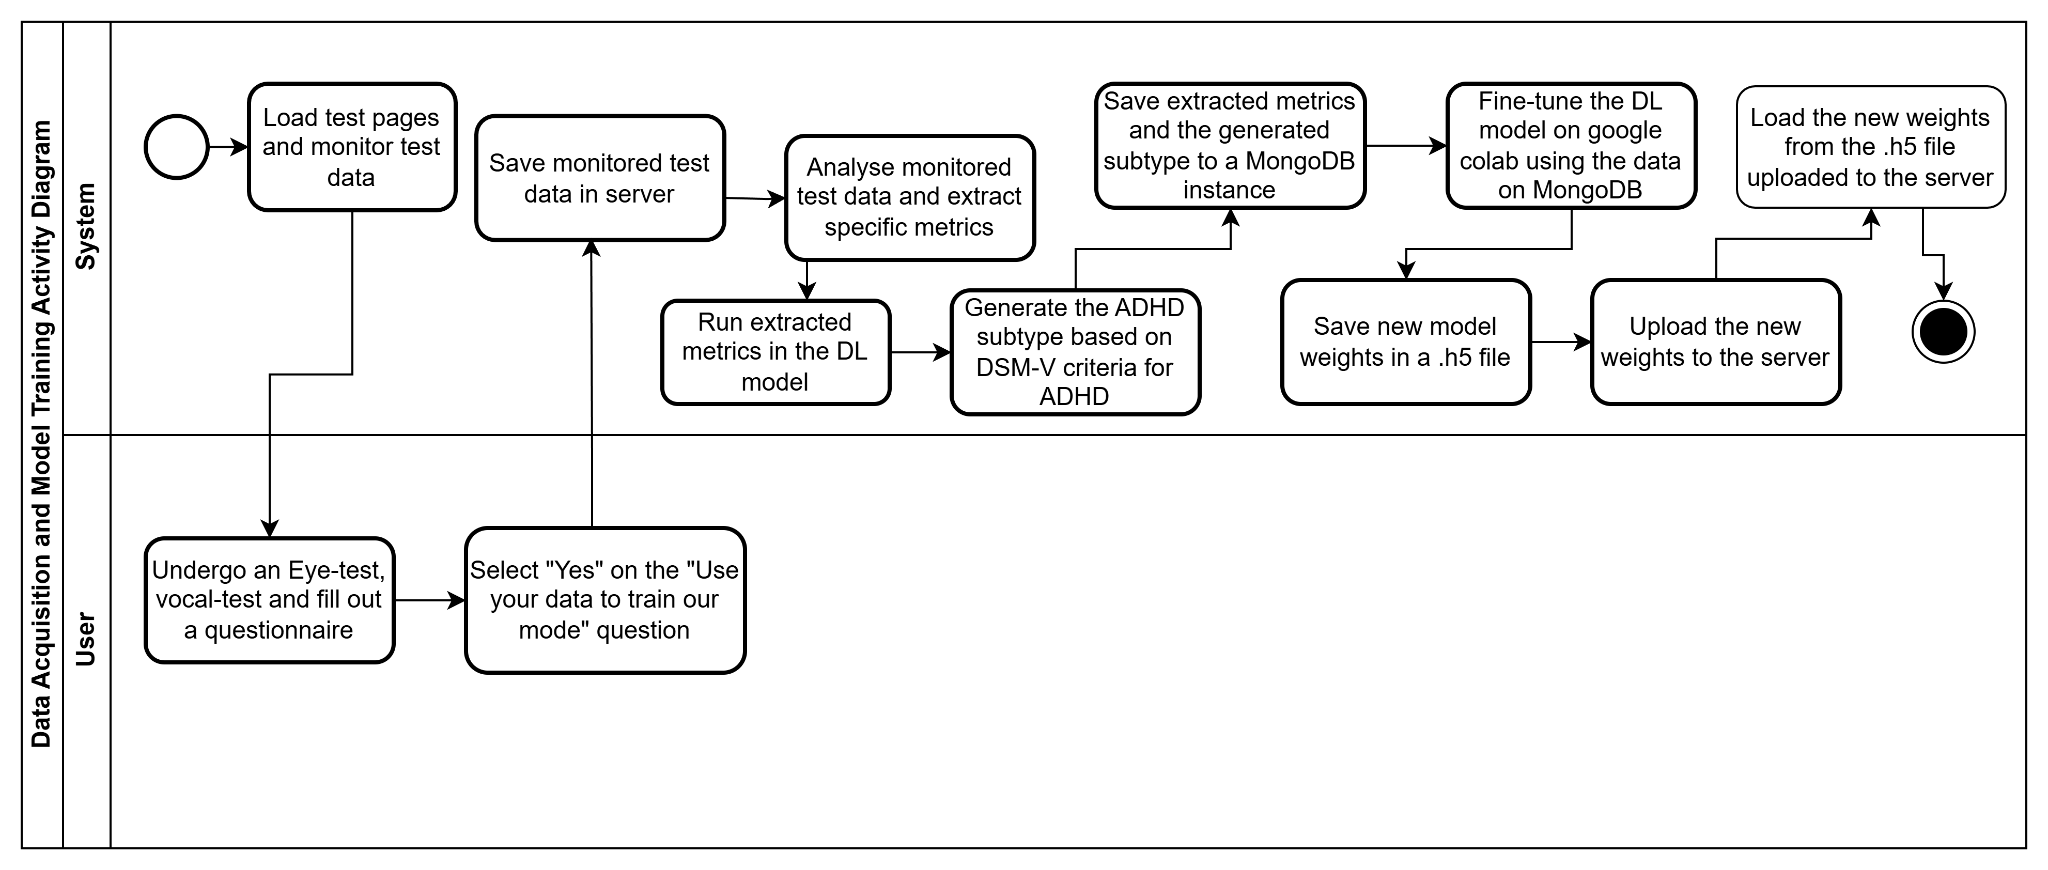 Data Acquisition and Model Training Activity Diagram
System
Load test pages
and monitor test
data
Save monitored test
data in server
Analyse monitored
test data and extract
specific metrics
Run extracted
metrics in the DL
model
Generate the ADHD
subtype based on
DSM-V criteria for
ADHD
Save extracted metrics
and the generated
subtype to a MongoDB
instance
Fine-tune the DL
model on google
colab using the data
on MongoDB
Save new model
weights in a .h5 file
Upload the new
weights to the server
Load the new weights
from the .h5 file
uploaded to the server
User
Undergo an Eye-test,
vocal-test and fill out
a questionnaire
Select "Yes" on the "Use
your data to train our
mode" question